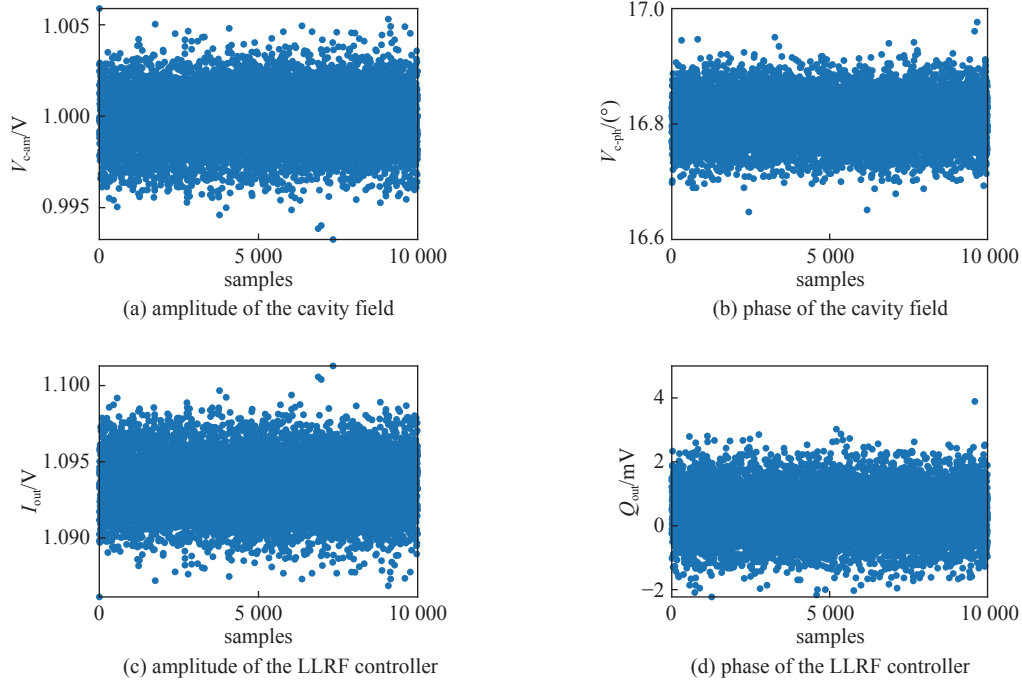 1.005
1.000
0.995
V_c-am/V
0
5 000
10 000
samples
(a) amplitude of the cavity field
17.0
16.8
16.6
V_c-ph/(°)
0
5 000
10 000
samples
(b) phase of the cavity field
1.100
1.095
1.090
I_out/V
0
5 000
10 000
samples
(c) amplitude of the LLRF controller
4
2
0
−2
Q_out/mV
0
5 000
10 000
samples
(d) phase of the LLRF controller